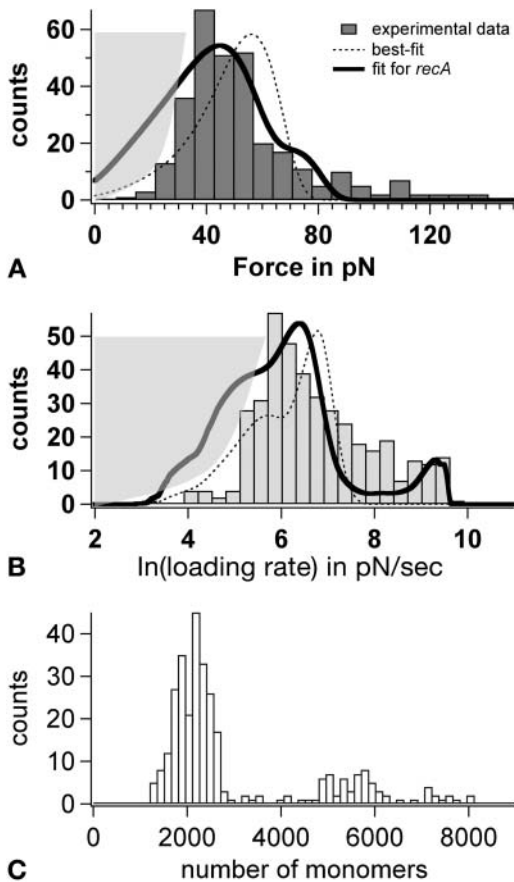 60
40
20
0
counts
experimental data
best-fit
fit for recA
0 40 80 120
A Force in pN
50
40
30
20
10
0
counts
2 4 6 8 10
B ln(loading rate) in pN/sec
40
30
20
10
0
counts
0 2000 4000 6000 8000
C number of monomers